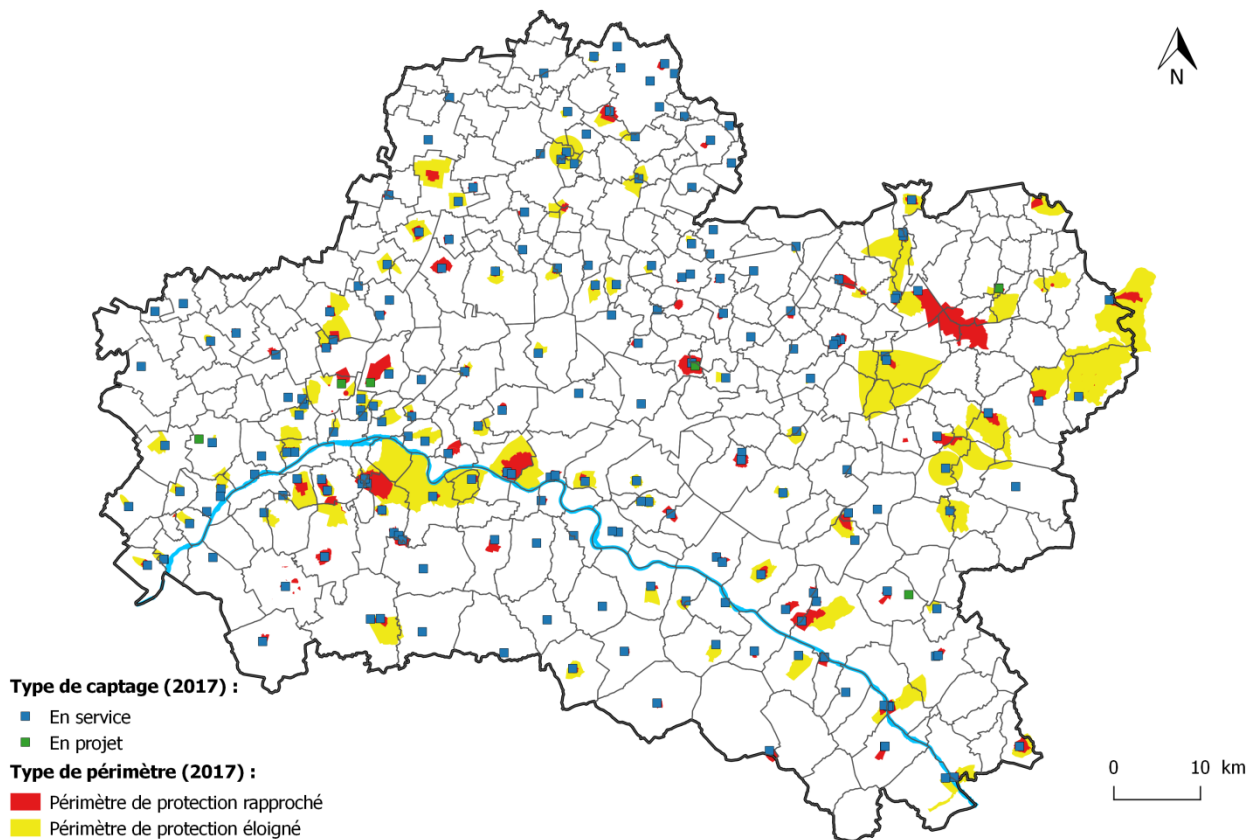 N
Type de captage (2017) :
En service
En projet
Type de périmètre (2017) :
Périmètre de protection rapproché
Périmètre de protection éloigné
0 10 km